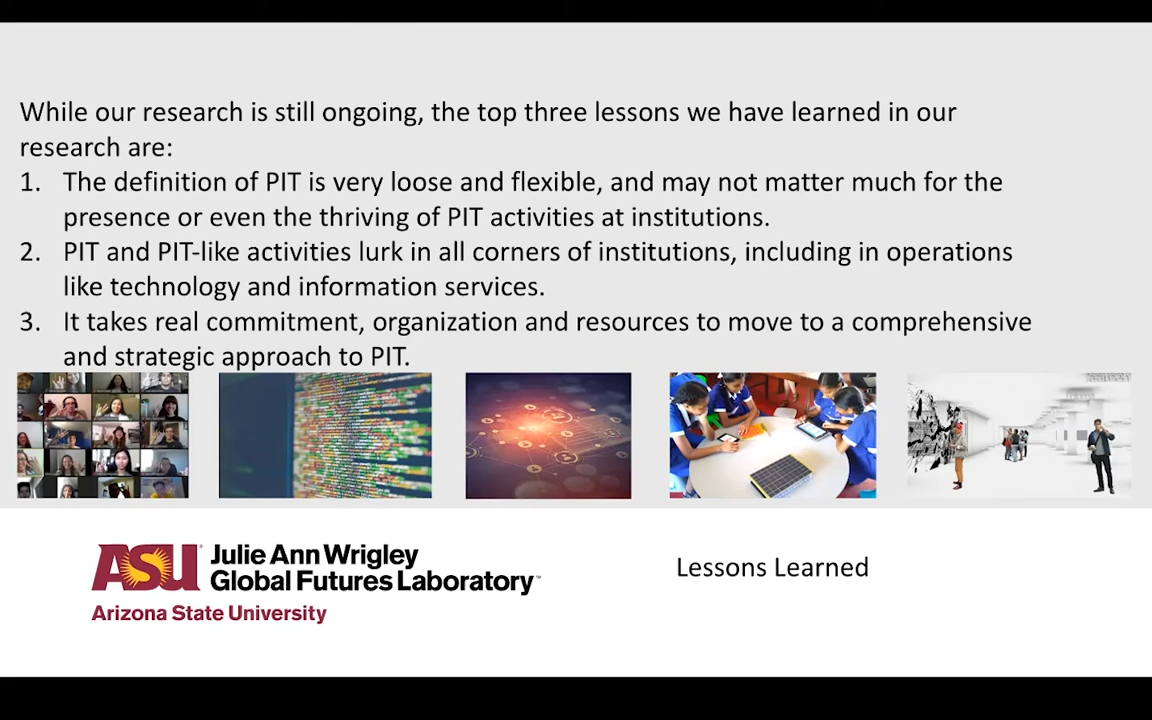 While our research is still ongoing, the top three lessons we have learned in our
research are:
1. The definition of PIT is very loose and flexible, and may not matter much for the
presence or even the thriving of PIT activities at institutions.
2. PIT and PIT-like activities lurk in all corners of institutions, including in operations
like technology and information services.
3. It takes real commitment, organization and resources to move to a comprehensive
and strategic approach to PIT.
ASU Julie Ann Wrigley
Global Futures Laboratory™
Arizona State University
Lessons Learned